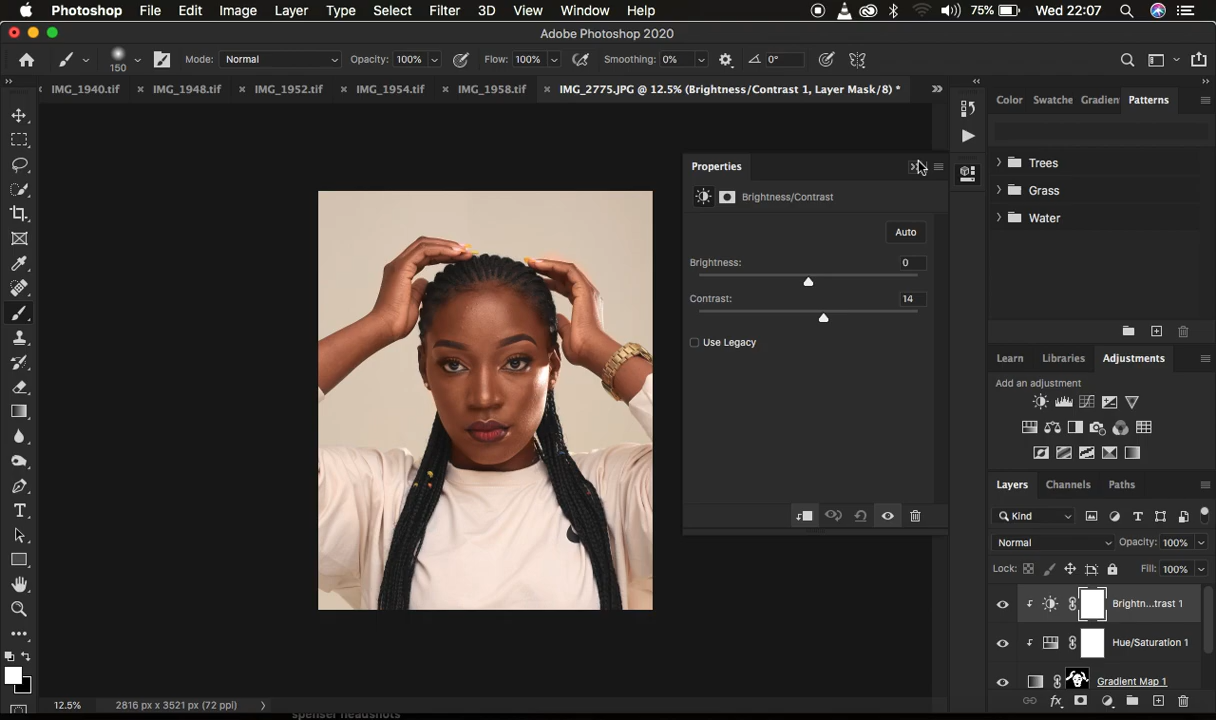 Photoshop File Edit Image Layer Type Select Filter 3D View Window Help 75% Wed 22:07
Adobe Photoshop 2020
150 Mode: Normal Opacity: 100% Flow: 100% Smoothing: 0% 0°
IMG_1940.tif IMG_1948.tif IMG_1952.tif IMG_1954.tif IMG_1958.tif IMG_2775.JPG @ 12.5% (Brightness/Contrast 1, Layer Mask/8) *
Color Swatche Gradien Patterns
Trees
Grass
Water
Properties
Brightness/Contrast
Auto
Brightness: 0
Contrast: 14
Use Legacy
Learn Libraries Adjustments
Add an adjustment
Layers Channels Paths
Kind
Normal Opacity: 100%
Lock: Fill: 100%
Brightn...trast 1
Hue/Saturation 1
Gradient Map 1
12.5% 2816 px x 3521 px (72 ppi)
spenser headshots